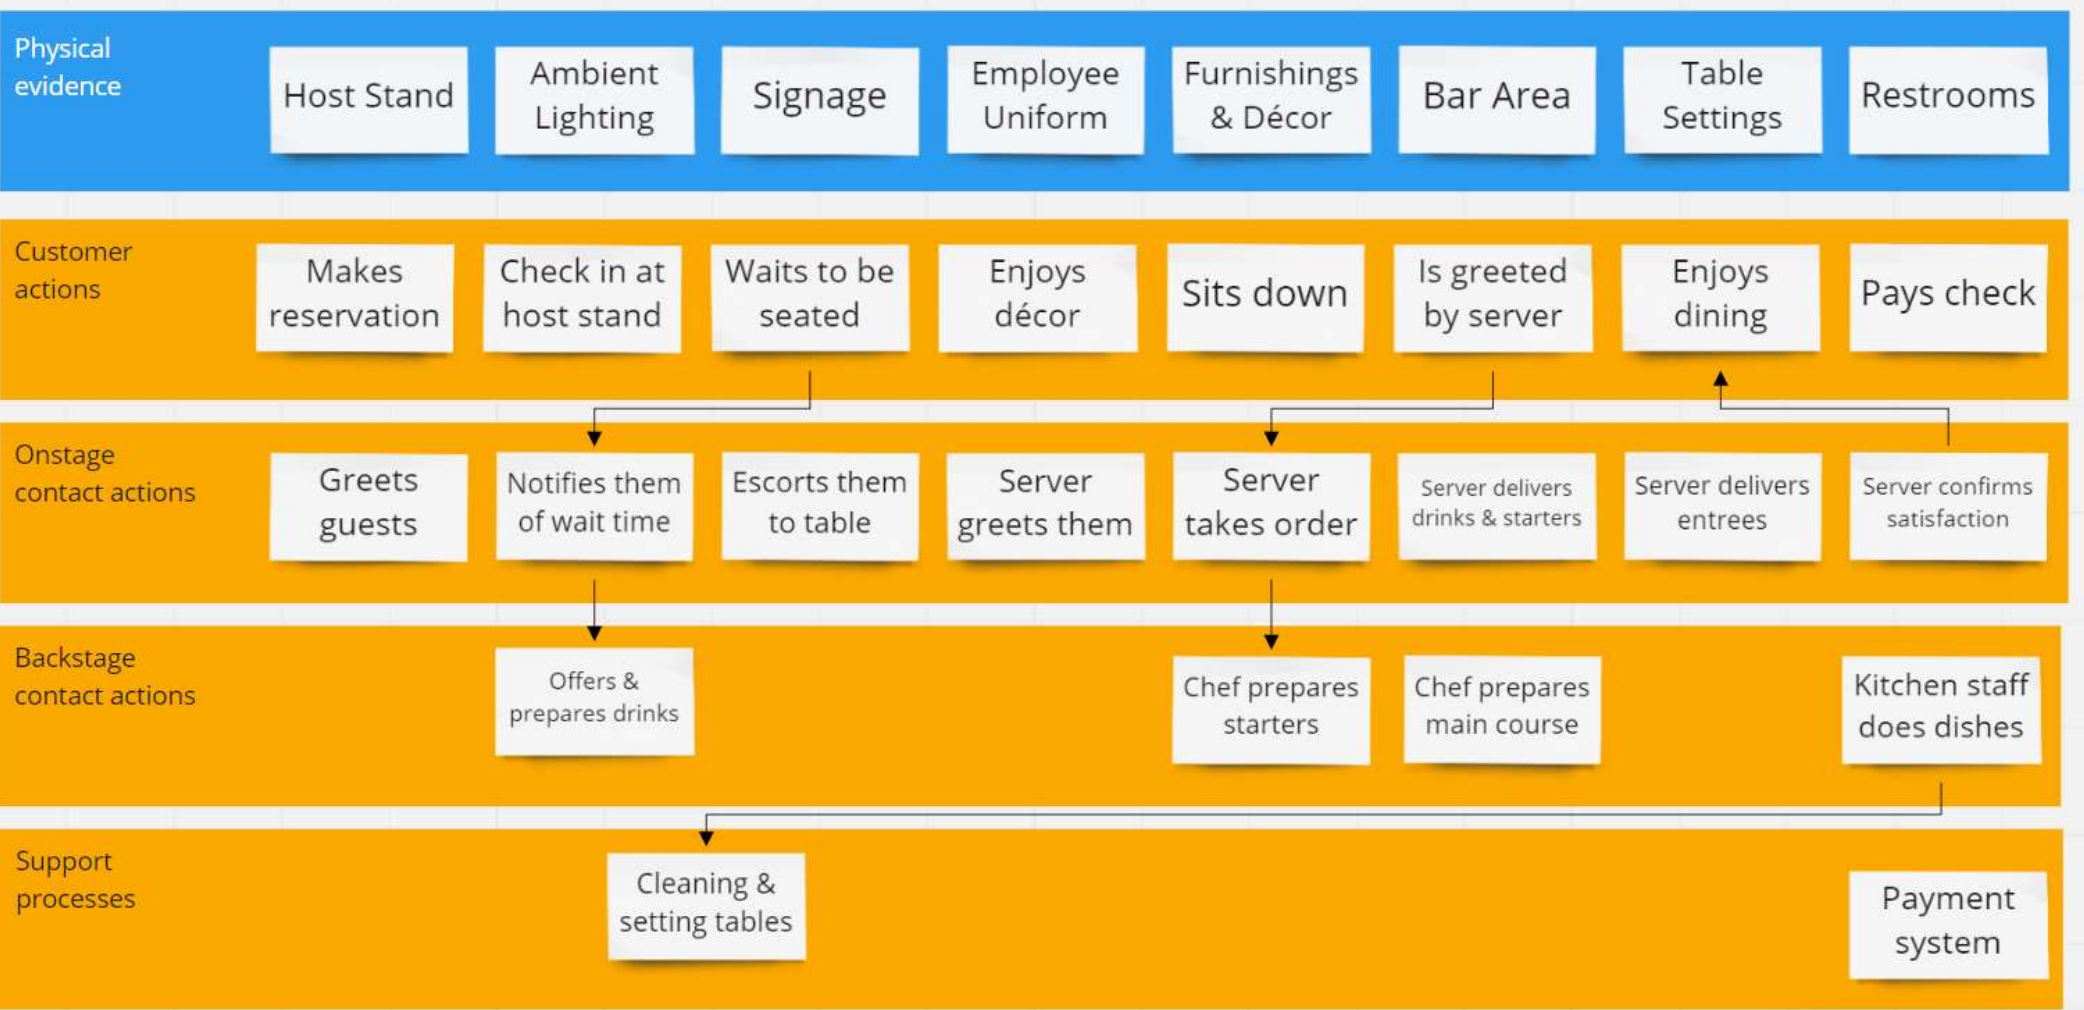 Physical
evidence
Host Stand
Ambient
Lighting
Signage
Employee
Uniform
Furnishings
& Décor
Bar Area
Table
Settings
Restrooms
Customer
actions
Makes
reservation
Check in at
host stand
Waits to be
seated
Enjoys
décor
Sits down
Is greeted
by server
Enjoys
dining
Pays check
Onstage
contact actions
Greets
guests
Notifies them
of wait time
Escorts them
to table
Server
greets them
Server
takes order
Server delivers
drinks & starters
Server delivers
entrees
Server confirms
satisfaction
Backstage
contact actions
Offers &
prepares drinks
Chef prepares
starters
Chef prepares
main course
Kitchen staff
does dishes
Support
processes
Cleaning &
setting tables
Payment
system